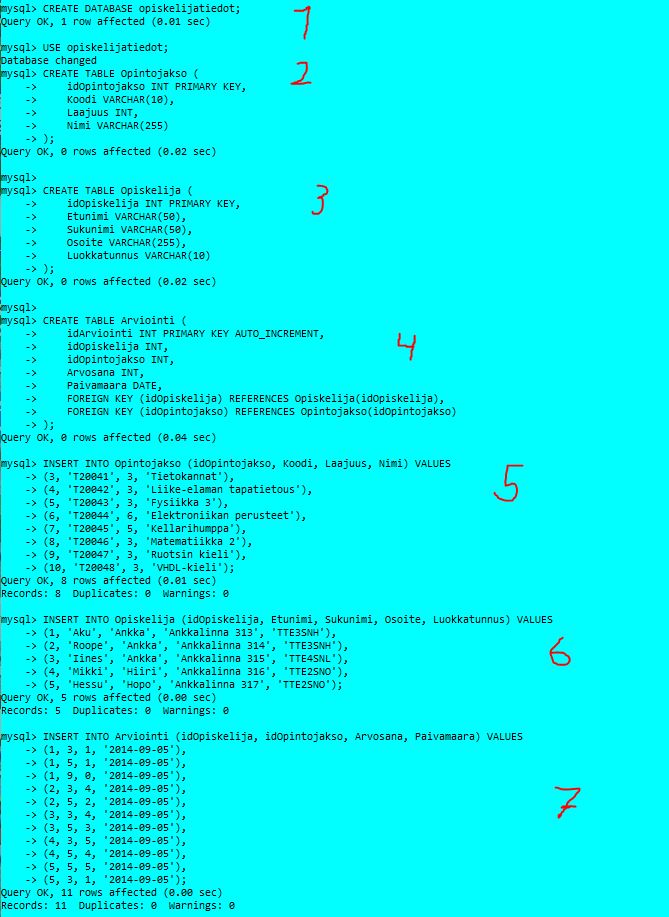 mysql> CREATE DATABASE opiskelijatiedot;
Query OK, 1 row affected (0.01 sec)
1
mysql> USE opiskelijatiedot;
Database changed
mysql> CREATE TABLE Opintojakso (
2
    ->     idOpintojakso INT PRIMARY KEY,
    ->     Koodi VARCHAR(10),
    ->     Laajuus INT,
    ->     Nimi VARCHAR(255)
    -> );
Query OK, 0 rows affected (0.02 sec)
mysql>
mysql> CREATE TABLE Opiskelija (
    ->     idOpiskelija INT PRIMARY KEY,
3
    ->     Etunimi VARCHAR(50),
    ->     Sukunimi VARCHAR(50),
    ->     Osoite VARCHAR(255),
    ->     Luokkatunnus VARCHAR(10)
    -> );
Query OK, 0 rows affected (0.02 sec)
mysql>
mysql> CREATE TABLE Arviointi (
    ->     idArviointi INT PRIMARY KEY AUTO_INCREMENT,
    ->     idOpiskelija INT,
4
    ->     idOpintojakso INT,
    ->     Arvosana INT,
    ->     Paivamaara DATE,
    ->     FOREIGN KEY (idOpiskelija) REFERENCES Opiskelija(idOpiskelija),
    ->     FOREIGN KEY (idOpintojakso) REFERENCES Opintojakso(idOpintojakso)
    -> );
Query OK, 0 rows affected (0.04 sec)
mysql> INSERT INTO Opintojakso (idOpintojakso, Koodi, Laajuus, Nimi) VALUES
    -> (3, 'T20041', 3, 'Tietokannat'),
5
    -> (4, 'T20042', 3, 'Liike-elaman tapatietous'),
    -> (5, 'T20043', 3, 'Fysiikka 3'),
    -> (6, 'T20044', 6, 'Elektroniikan perusteet'),
    -> (7, 'T20045', 5, 'Kellarihumppa'),
    -> (8, 'T20046', 3, 'Matematiikka 2'),
    -> (9, 'T20047', 3, 'Ruotsin kieli'),
    -> (10, 'T20048', 3, 'VHDL-kieli');
Query OK, 8 rows affected (0.01 sec)
Records: 8  Duplicates: 0  Warnings: 0
mysql> INSERT INTO Opiskelija (idOpiskelija, Etunimi, Sukunimi, Osoite, Luokkatunnus) VALUES
    -> (1, 'Aku', 'Ankka', 'Ankkalinna 313', 'TTE3SNH'),
    -> (2, 'Roope', 'Ankka', 'Ankkalinna 314', 'TTE3SNH'),
6
    -> (3, 'Iines', 'Ankka', 'Ankkalinna 315', 'TTE4SNL'),
    -> (4, 'Mikki', 'Hiiri', 'Ankkalinna 316', 'TTE2SNO'),
    -> (5, 'Hessu', 'Hopo', 'Ankkalinna 317', 'TTE2SNO');
Query OK, 5 rows affected (0.00 sec)
Records: 5  Duplicates: 0  Warnings: 0
mysql> INSERT INTO Arviointi (idOpiskelija, idOpintojakso, Arvosana, Paivamaara) VALUES
    -> (1, 3, 1, '2014-09-05'),
    -> (1, 5, 1, '2014-09-05'),
    -> (1, 9, 0, '2014-09-05'),
    -> (2, 3, 4, '2014-09-05'),
    -> (2, 5, 2, '2014-09-05'),
7
    -> (3, 3, 4, '2014-09-05'),
    -> (3, 5, 3, '2014-09-05'),
    -> (4, 3, 5, '2014-09-05'),
    -> (4, 5, 4, '2014-09-05'),
    -> (5, 5, 5, '2014-09-05'),
    -> (5, 3, 1, '2014-09-05');
Query OK, 11 rows affected (0.00 sec)
Records: 11  Duplicates: 0  Warnings: 0